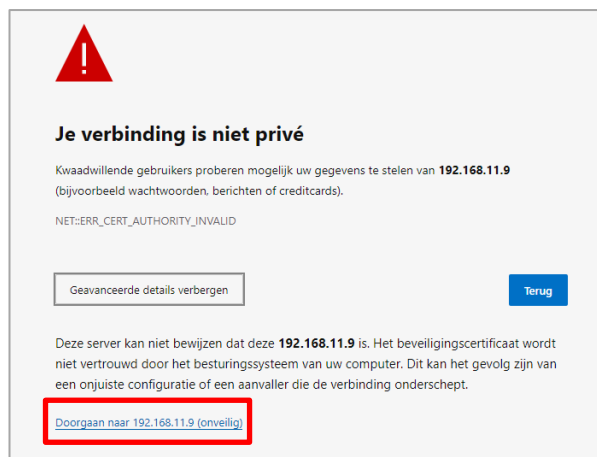 Je verbinding is niet privé
Kwaadwillende gebruikers proberen mogelijk uw gegevens te stelen van 192.168.11.9
(bijvoorbeeld wachtwoorden, berichten of creditcards).
NET::ERR_CERT_AUTHORITY_INVALID
Geavanceerde details verbergen
Terug
Deze server kan niet bewijzen dat deze 192.168.11.9 is. Het beveiligingscertificaat wordt
niet vertrouwd door het besturingssysteem van uw computer. Dit kan het gevolg zijn van
een onjuiste configuratie of een aanvaller die de verbinding onderschept.
Doorgaan naar 192.168.11.9 (onveilig)